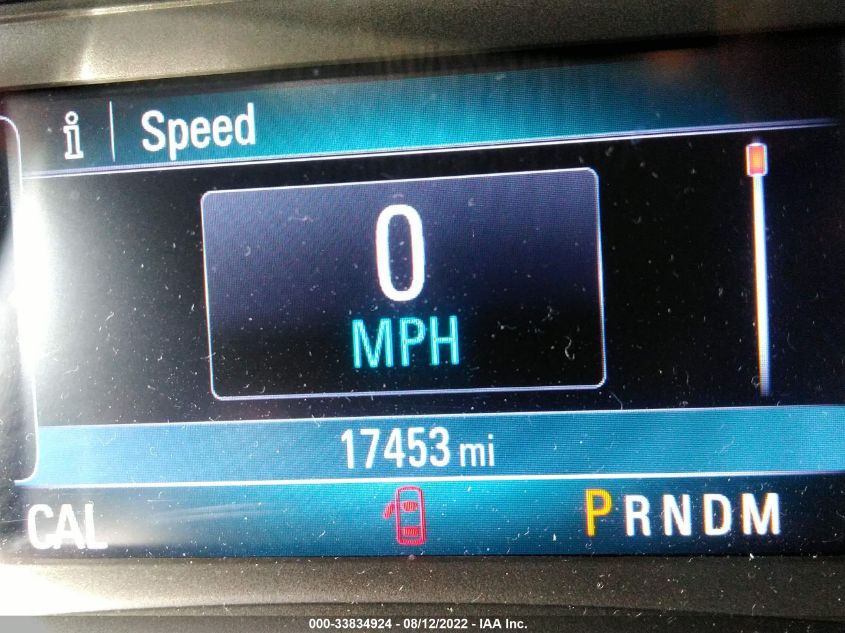 i Speed
0
MPH
17453 mi
CAL PRNDM
000-33834924 - 08/12/2022 - IAA Inc.